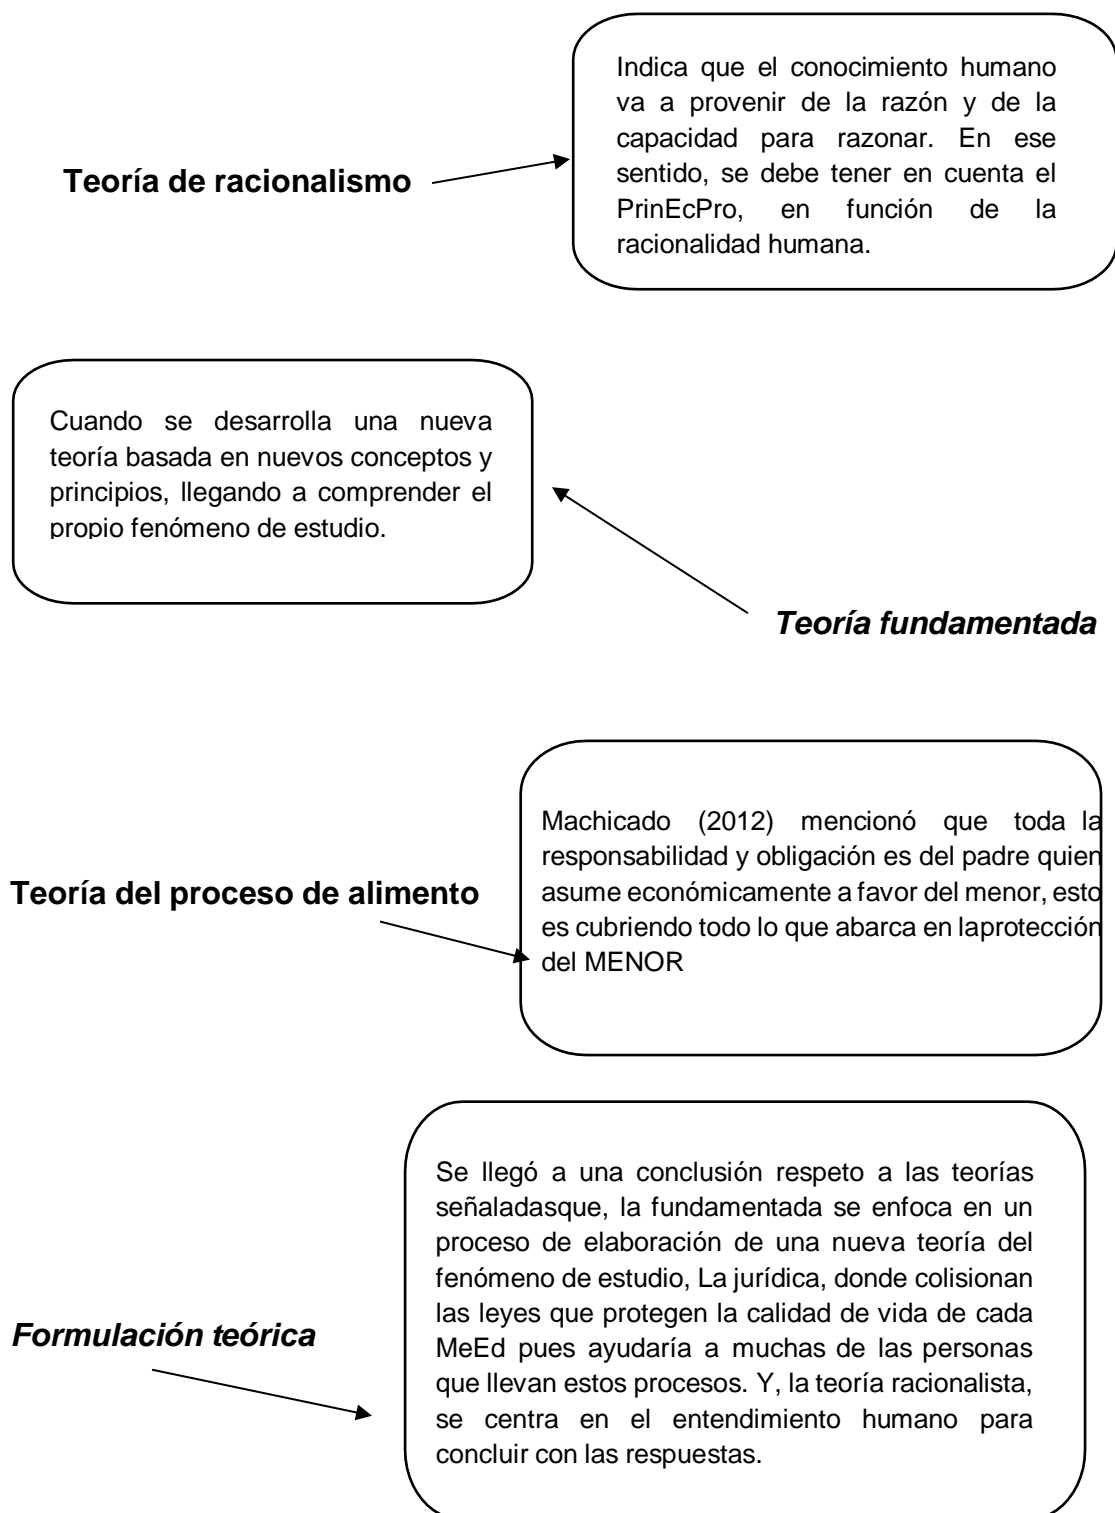 Indica que el conocimiento humano
va a provenir de la razón y de la
capacidad para razonar. En ese
sentido, se debe tener en cuenta el
PrinEcPro, en función de la
racionalidad humana.
Teoría de racionalismo
Cuando se desarrolla una nueva
teoría basada en nuevos conceptos y
principios, llegando a comprender el
propio fenómeno de estudio.
Teoría fundamentada
Machicado (2012) mencionó que toda la
responsabilidad y obligación es del padre quien
asume económicamente a favor del menor, esto
es cubriendo todo lo que abarca en laprotección
del MENOR
Teoría del proceso de alimento
Se llegó a una conclusión respeto a las teorías
señaladasque, la fundamentada se enfoca en un
proceso de elaboración de una nueva teoría del
fenómeno de estudio, La jurídica, donde colisionan
las leyes que protegen la calidad de vida de cada
MeEd pues ayudaría a muchas de las personas
que llevan estos procesos. Y, la teoría racionalista,
se centra en el entendimiento humano para
concluir con las respuestas.
Formulación teórica